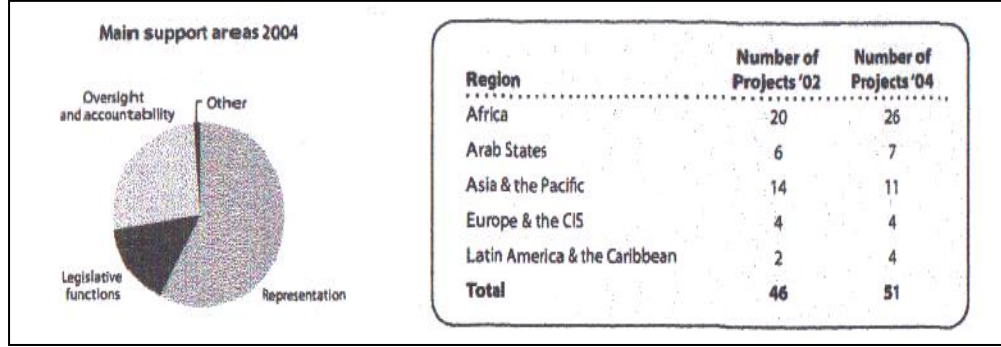 Main support areas 2004
Oversight
and accountability
Other
Legislative
functions
Representation
Region Number of Projects '02 Number of Projects '04
Africa 20 26
Arab States 6 7
Asia & the Pacific 14 11
Europe & the CIS 4 4
Latin America & the Caribbean 2 4
Total 46 51